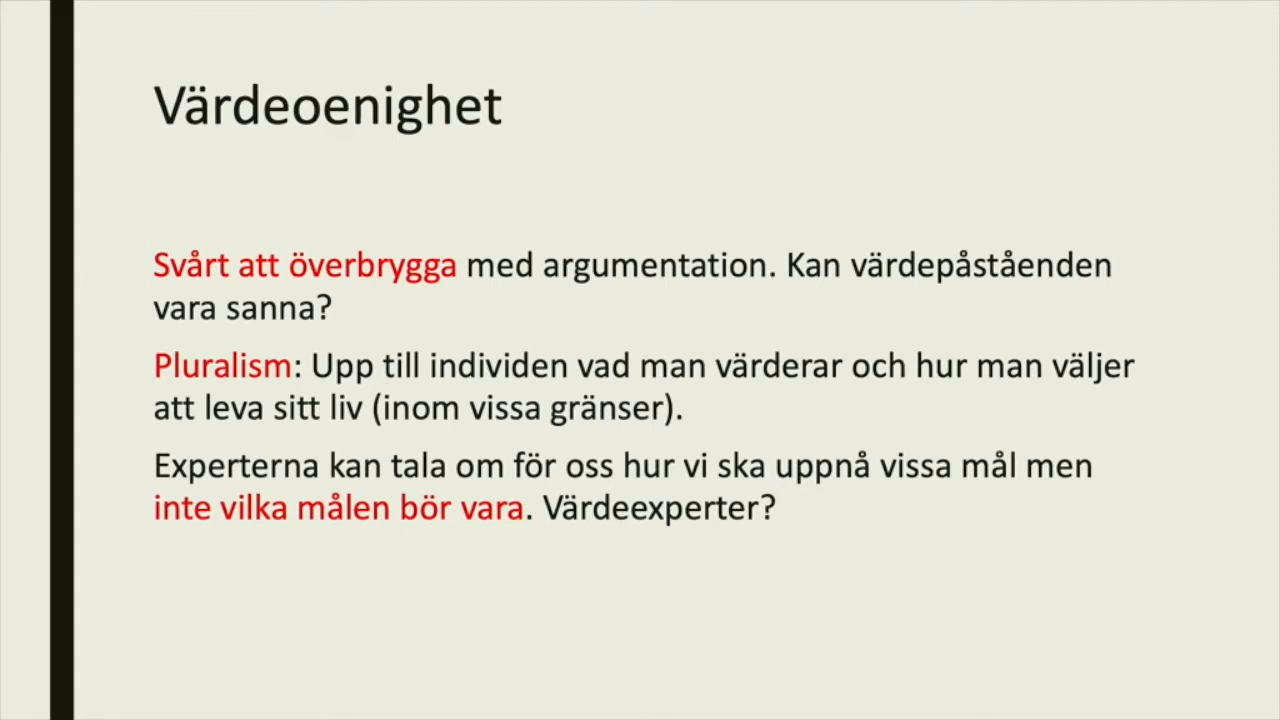 Värdeoenighet
Svårt att överbrygga med argumentation. Kan värdepåståenden
vara sanna?
Pluralism: Upp till individen vad man värderar och hur man väljer
att leva sitt liv (inom vissa gränser).
Experterna kan tala om för oss hur vi ska uppnå vissa mål men
inte vilka målen bör vara. Värdeexperter?